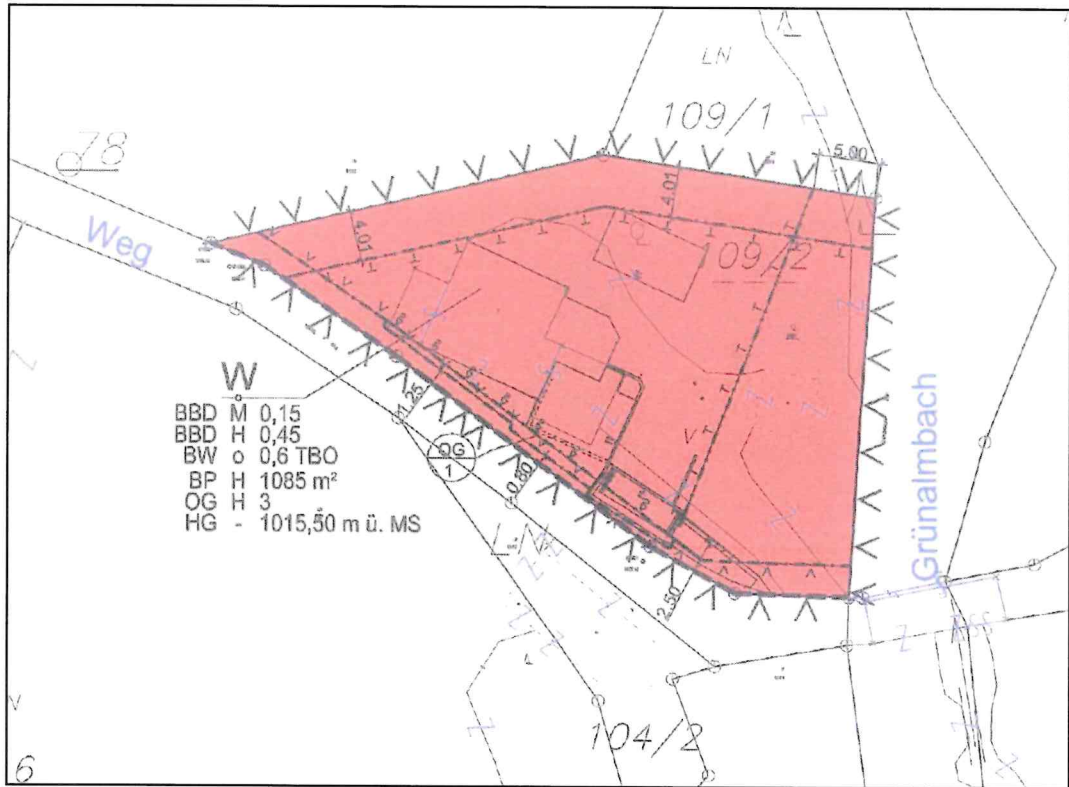 LN
109/1
78
5.00
Weg
4.01
4.01
109/2
W
BBD M 0,15
BBD H 0,45
BW o 0,6 TBO
BP H 1085 m²
OG H 3
HG - 1015,50 m ü. MS
1.25
OG
1
0.80
2.50
Grünalmbach
104/2
6